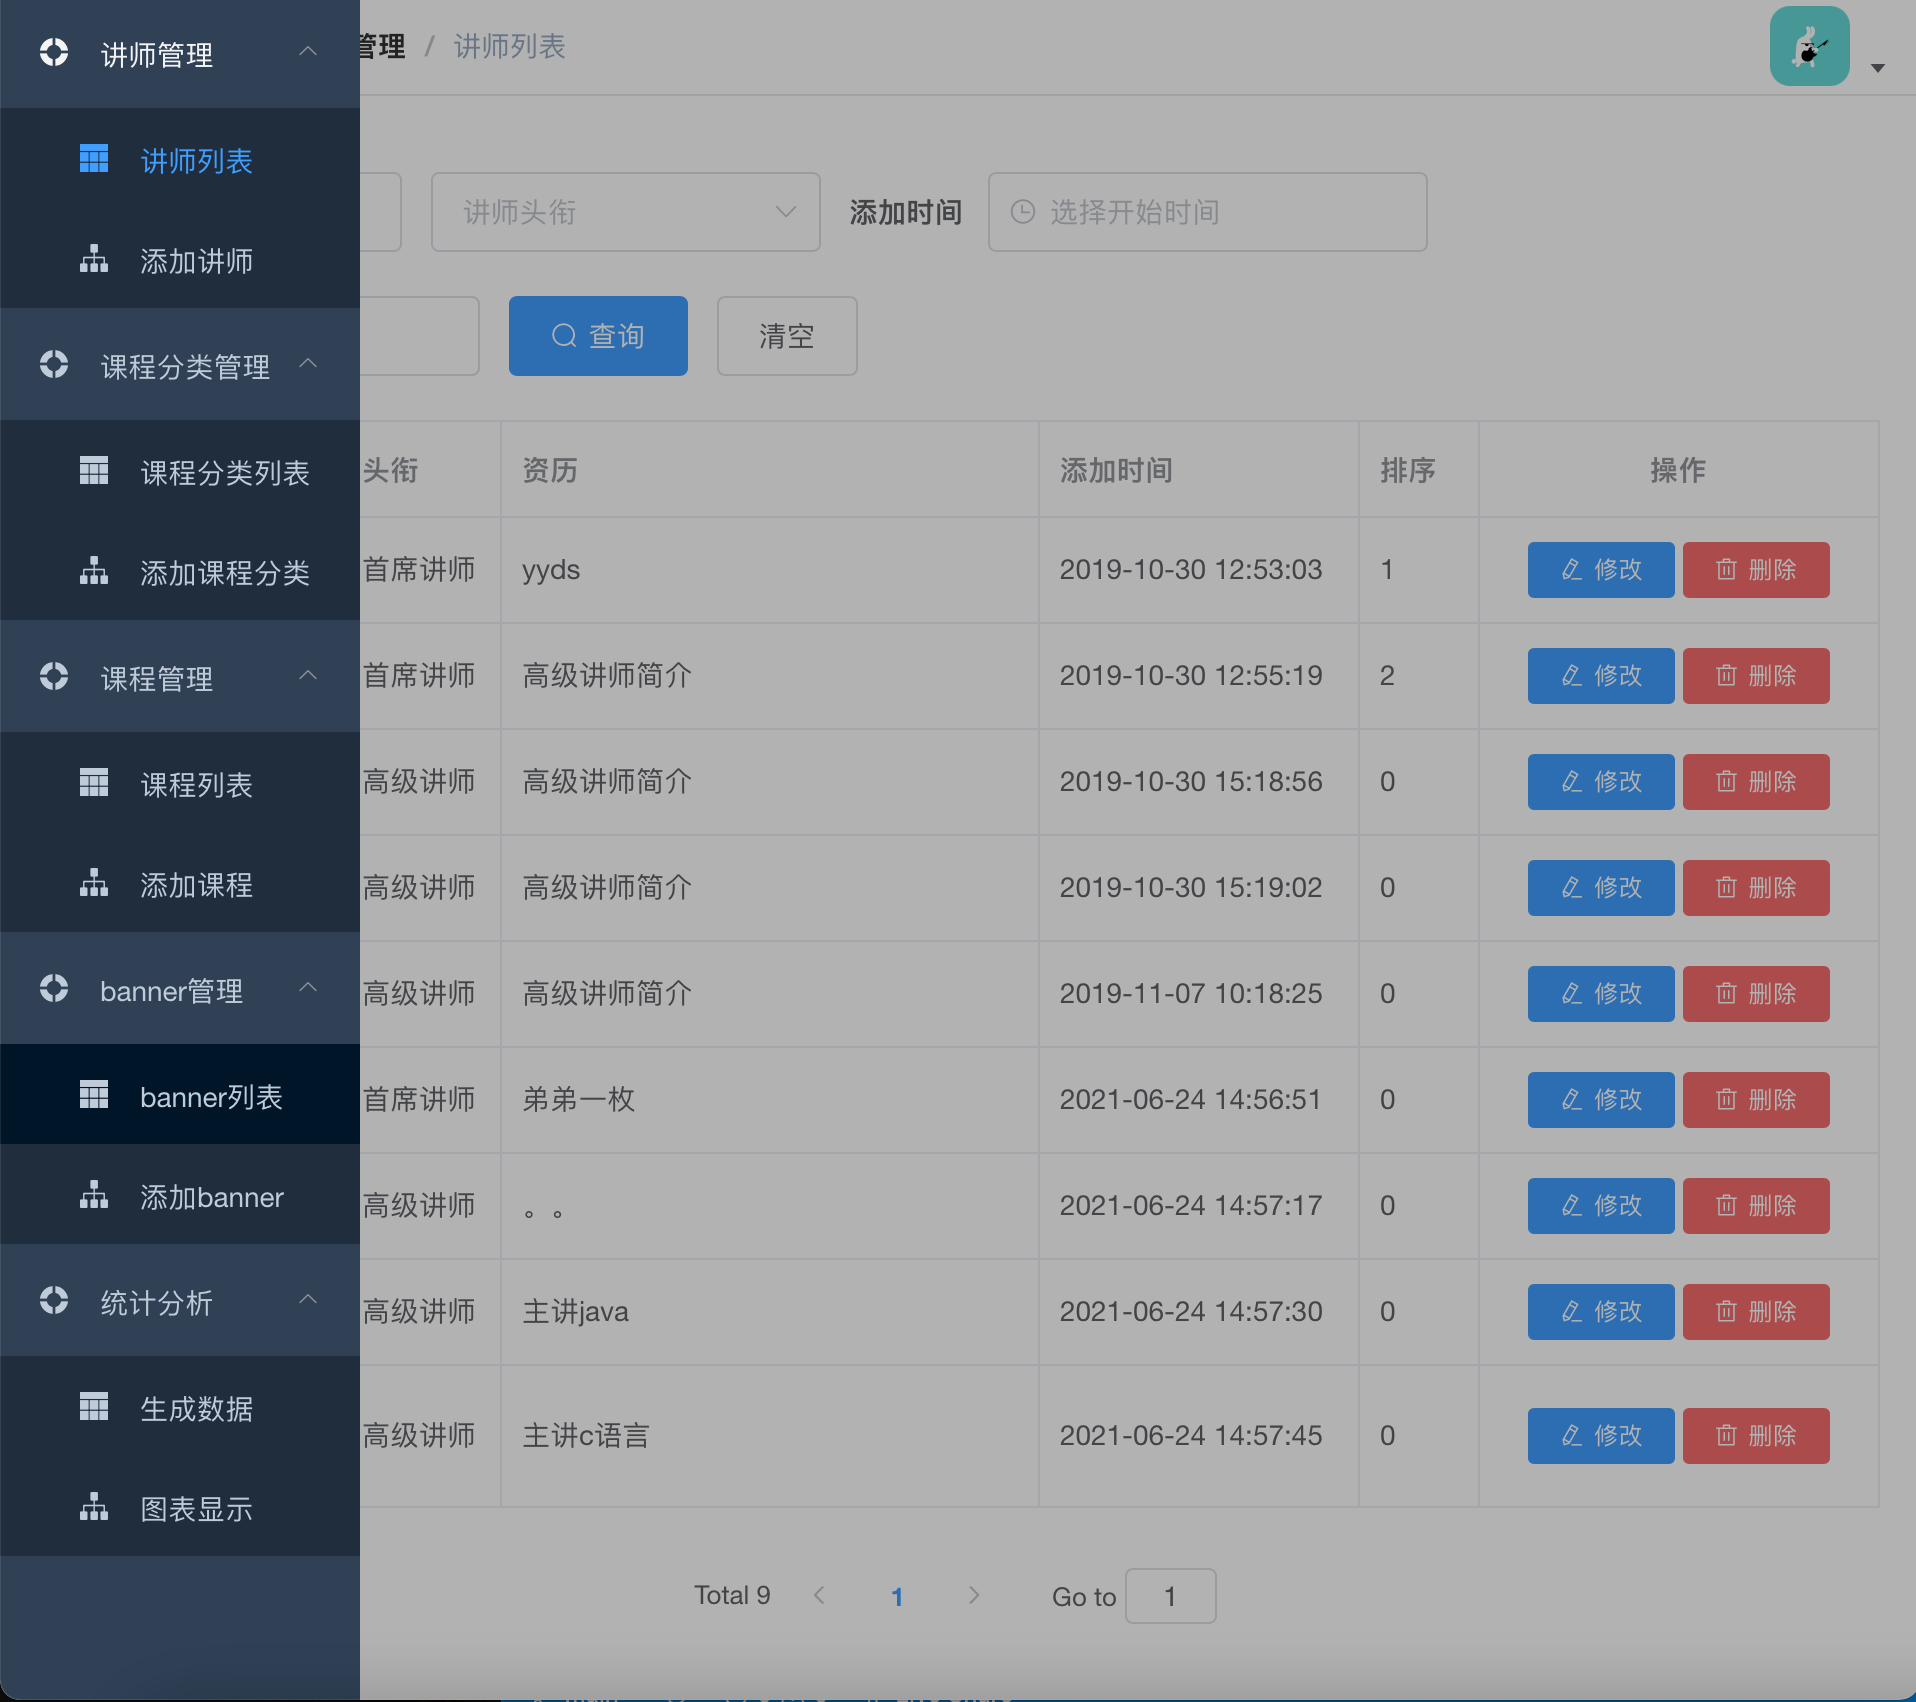 讲师管理
讲师列表
添加讲师
课程分类管理
课程分类列表
添加课程分类
课程管理
课程列表
添加课程
banner管理
banner列表
添加banner
统计分析
生成数据
图表显示
管理 / 讲师列表
讲师头衔 添加时间 选择开始时间
查询 清空
头衔 资历 添加时间 排序 操作
首席讲师 yyds 2019-10-30 12:53:03 1 修改 删除
首席讲师 高级讲师简介 2019-10-30 12:55:19 2 修改 删除
高级讲师 高级讲师简介 2019-10-30 15:18:56 0 修改 删除
高级讲师 高级讲师简介 2019-10-30 15:19:02 0 修改 删除
高级讲师 高级讲师简介 2019-11-07 10:18:25 0 修改 删除
首席讲师 弟弟一枚 2021-06-24 14:56:51 0 修改 删除
高级讲师 。。 2021-06-24 14:57:17 0 修改 删除
高级讲师 主讲java 2021-06-24 14:57:30 0 修改 删除
高级讲师 主讲c语言 2021-06-24 14:57:45 0 修改 删除
Total 9 1 Go to 1